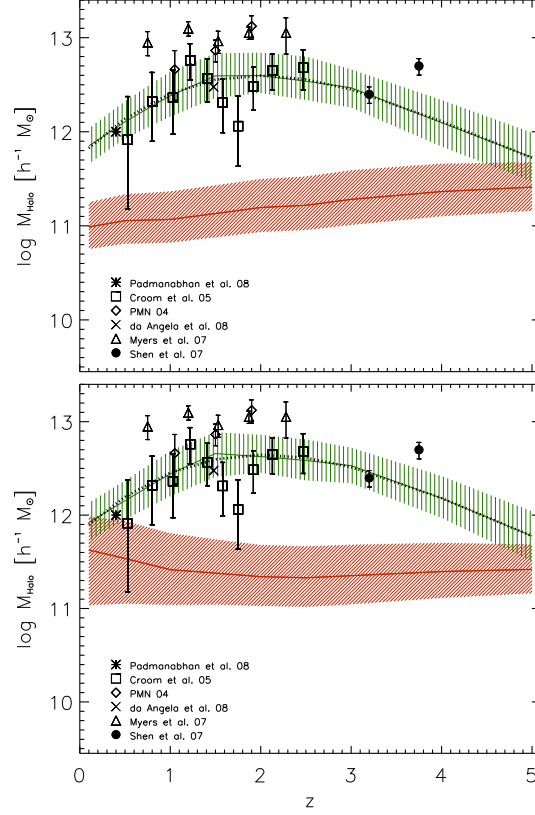 13
12
11
10
log M_Halo [h⁻¹ M_⊙]
Padmanabhan et al. 08
Croom et al. 05
PMN 04
da Angela et al. 08
Myers et al. 07
Shen et al. 07
13
12
11
10
log M_Halo [h⁻¹ M_⊙]
Padmanabhan et al. 08
Croom et al. 05
PMN 04
da Angela et al. 08
Myers et al. 07
Shen et al. 07
0 1 2 3 4 5
z